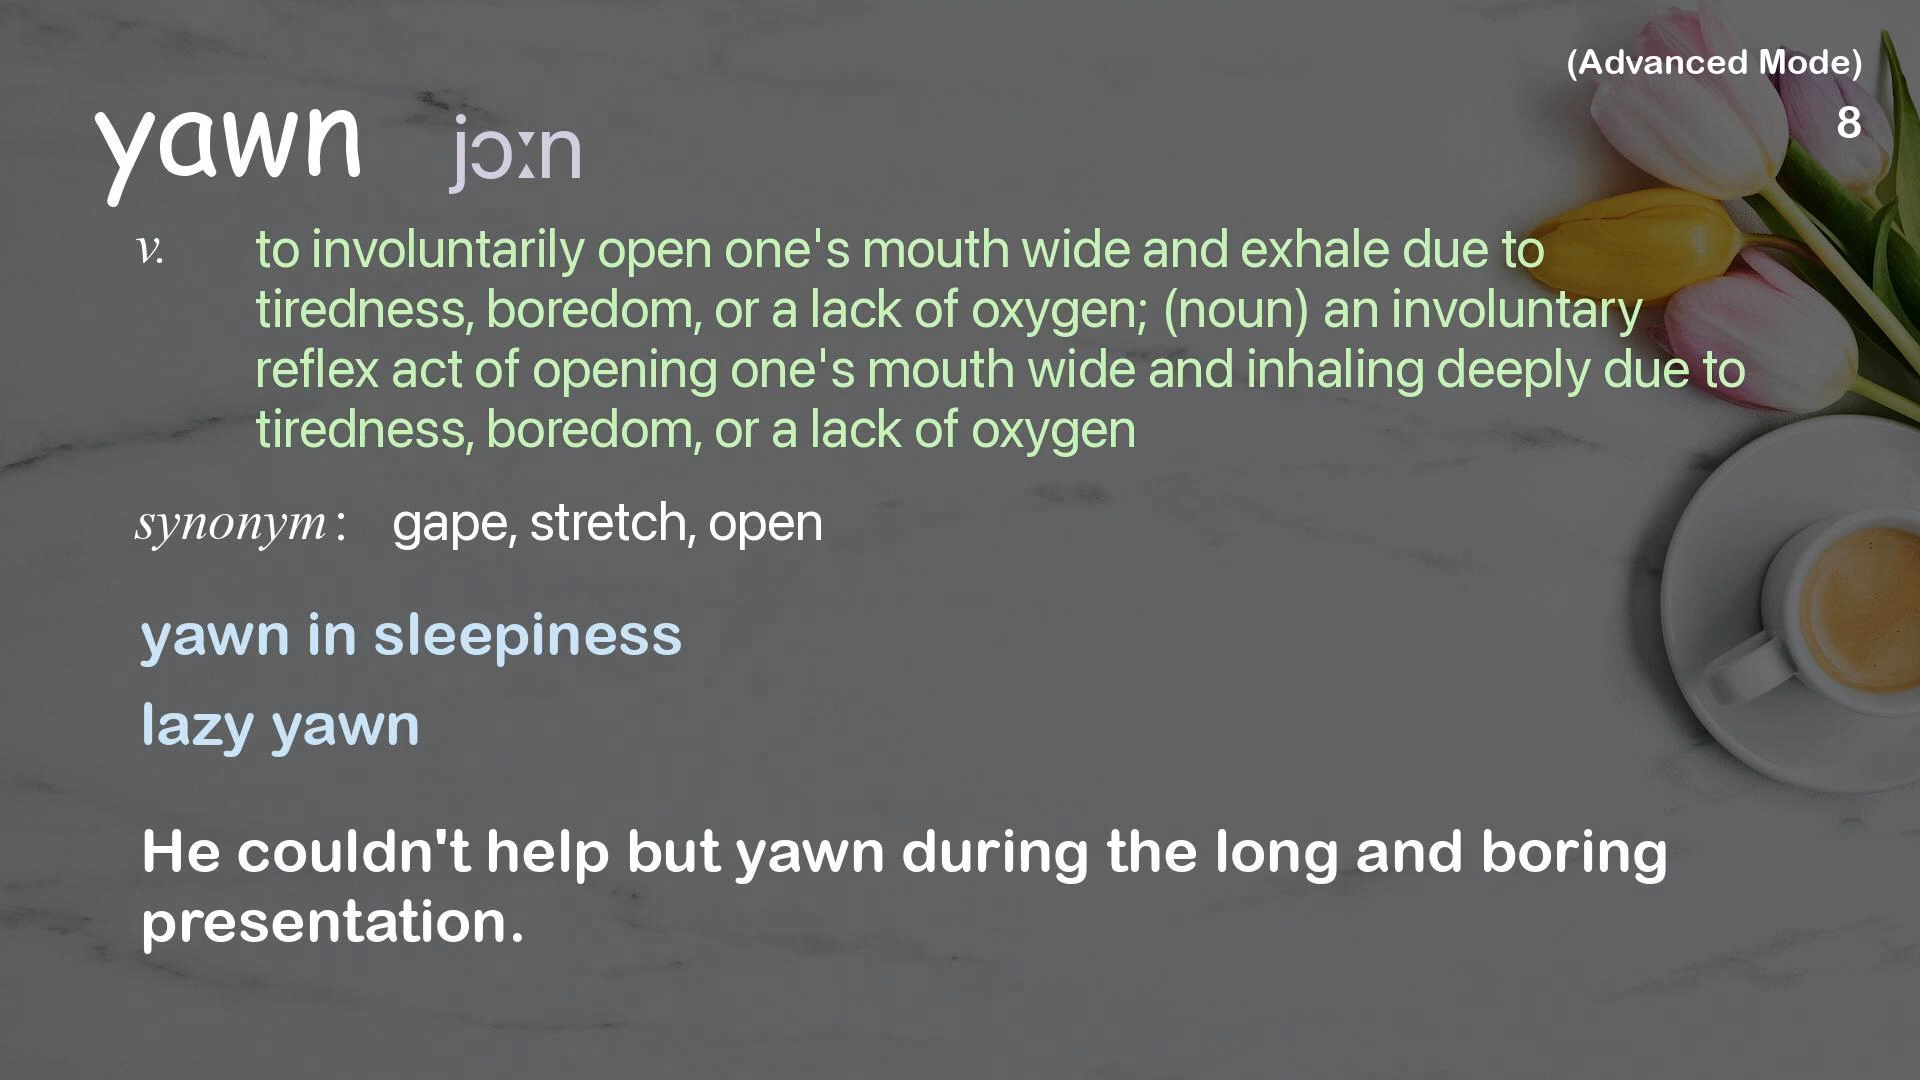 (Advanced Mode)
yawn jɔːn
8
v. to involuntarily open one's mouth wide and exhale due to
tiredness, boredom, or a lack of oxygen; (noun) an involuntary
reflex act of opening one's mouth wide and inhaling deeply due to
tiredness, boredom, or a lack of oxygen
synonym : gape, stretch, open
yawn in sleepiness
lazy yawn
He couldn't help but yawn during the long and boring
presentation.